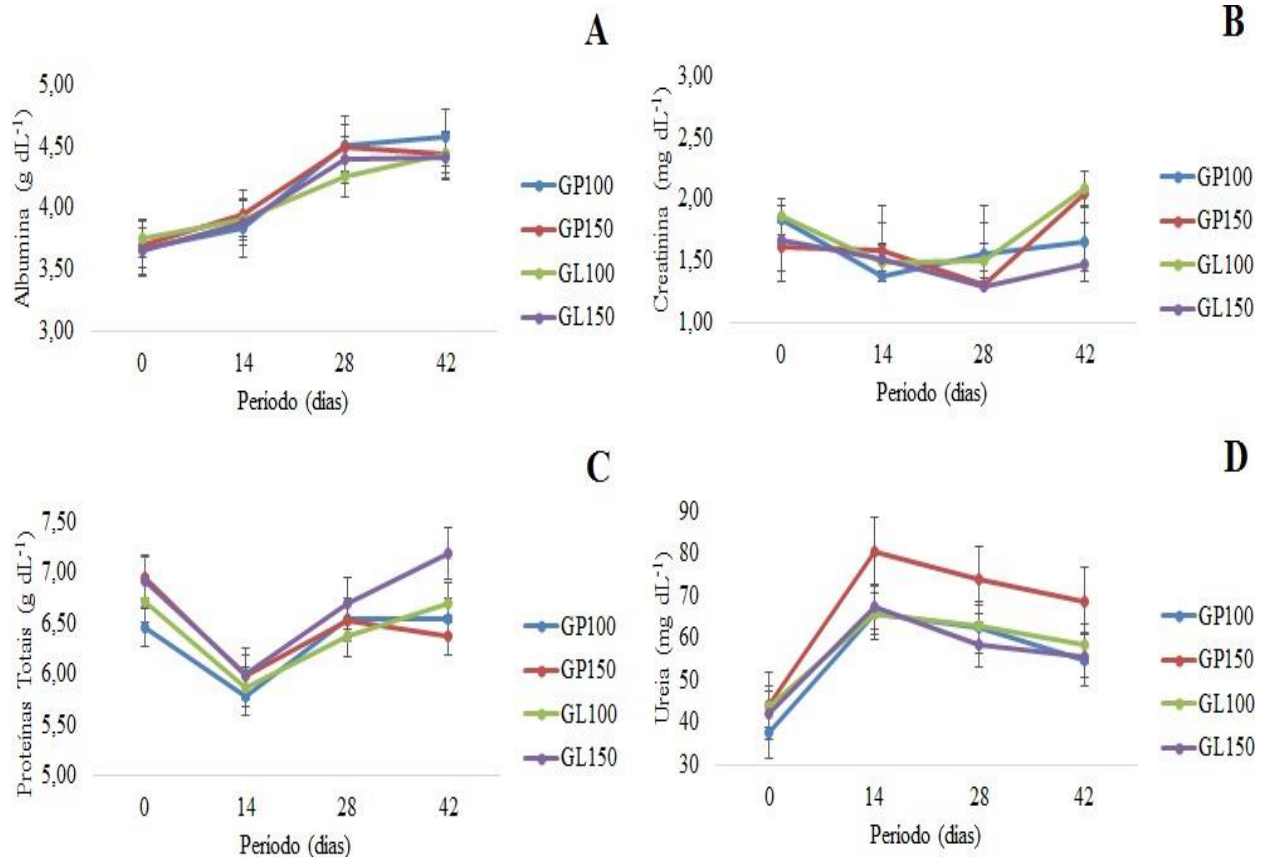 A
Albumina (g dL⁻¹)
5,00
4,50
4,00
3,50
3,00
0 14 28 42
Período (dias)
GP100
GP150
GL100
GL150
B
Creatinina (mg dL⁻¹)
3,00
2,50
2,00
1,50
1,00
0 14 28 42
Período (dias)
GP100
GP150
GL100
GL150
C
Proteínas Totais (g dL⁻¹)
7,50
7,00
6,50
6,00
5,50
5,00
0 14 28 42
Período (dias)
GP100
GP150
GL100
GL150
D
Ureia (mg dL⁻¹)
90
80
70
60
50
40
30
0 14 28 42
Período (dias)
GP100
GP150
GL100
GL150